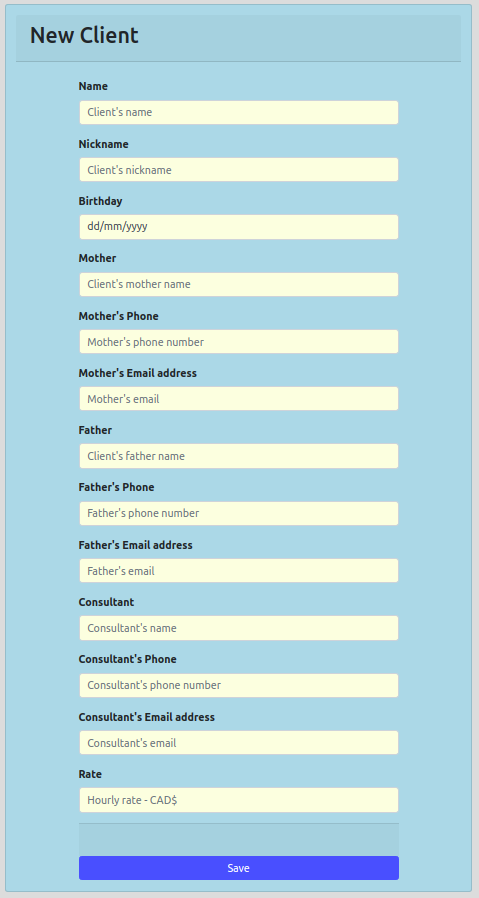 New Client
Name
Client's name
Nickname
Client's nickname
Birthday
dd/mm/yyyy
Mother
Client's mother name
Mother's Phone
Mother's phone number
Mother's Email address
Mother's email
Father
Client's father name
Father's Phone
Father's phone number
Father's Email address
Father's email
Consultant
Consultant's name
Consultant's Phone
Consultant's phone number
Consultant's Email address
Consultant's email
Rate
Hourly rate - CAD$
Save